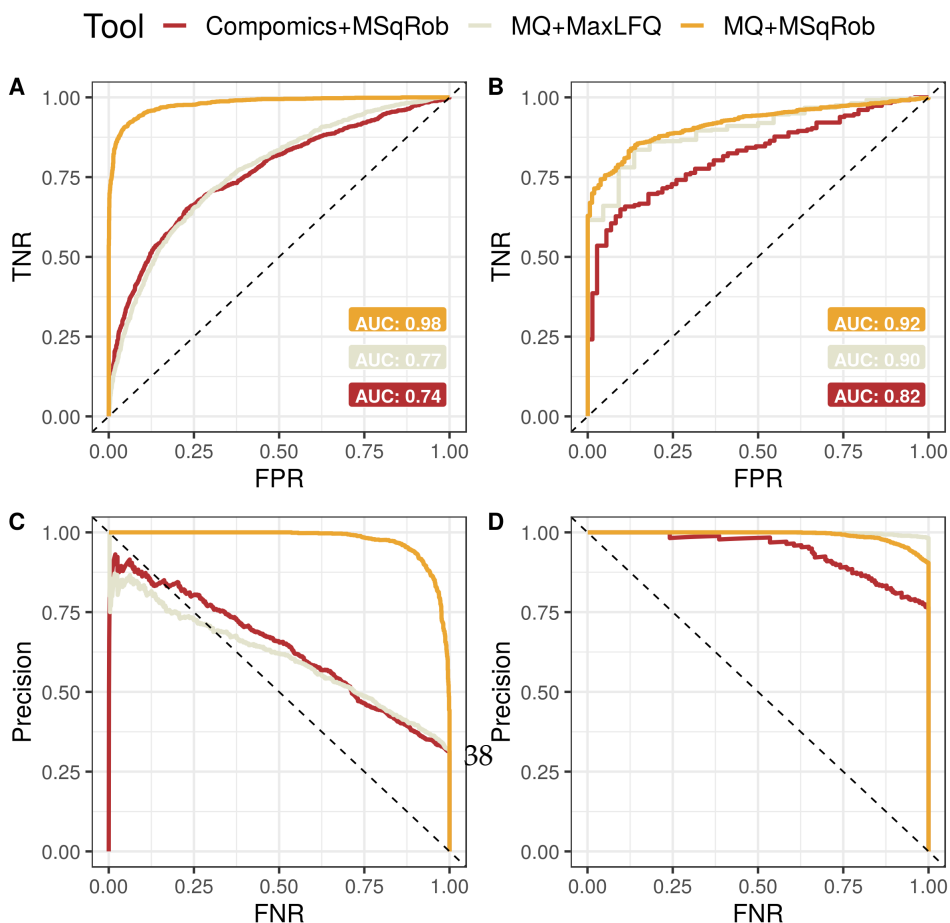 Tool Compomics+MSqRob MQ+MaxLFQ MQ+MSqRob
A
1.00
0.75
0.50
0.25
0.00
TNR
AUC: 0.98
AUC: 0.77
AUC: 0.74
0.00 0.25 0.50 0.75 1.00
FPR
B
1.00
0.75
0.50
0.25
0.00
TNR
AUC: 0.92
AUC: 0.90
AUC: 0.82
0.00 0.25 0.50 0.75 1.00
FPR
C
1.00
0.75
0.50
0.25
0.00
Precision
0.00 0.25 0.50 0.75 1.00
FNR
38
D
1.00
0.75
0.50
0.25
0.00
Precision
0.00 0.25 0.50 0.75 1.00
FNR